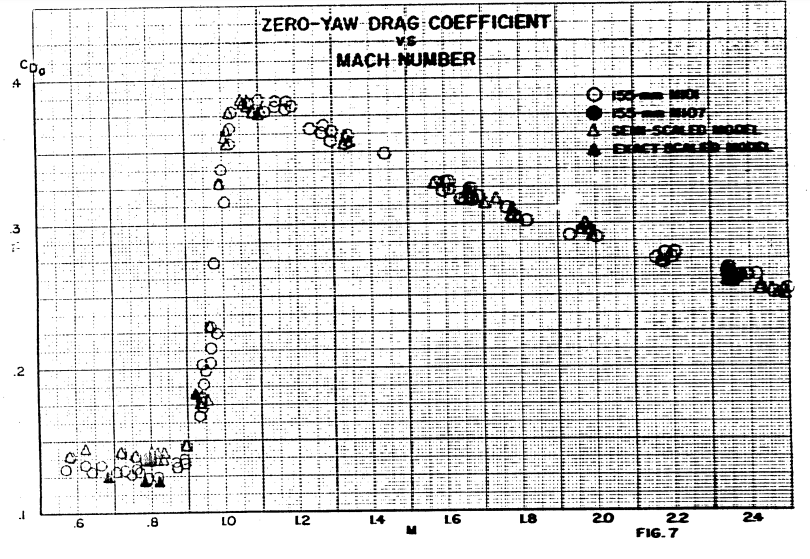 ZERO-YAW DRAG COEFFICIENT
VS
MACH NUMBER
CD₀
.4
155-mm M101
155-mm M107
SEMI-SCALED MODEL
EXACT SCALED MODEL
.3
.2
.1
.6 .8 1.0 1.2 1.4 1.6 1.8 2.0 2.2 2.4
M
FIG. 7